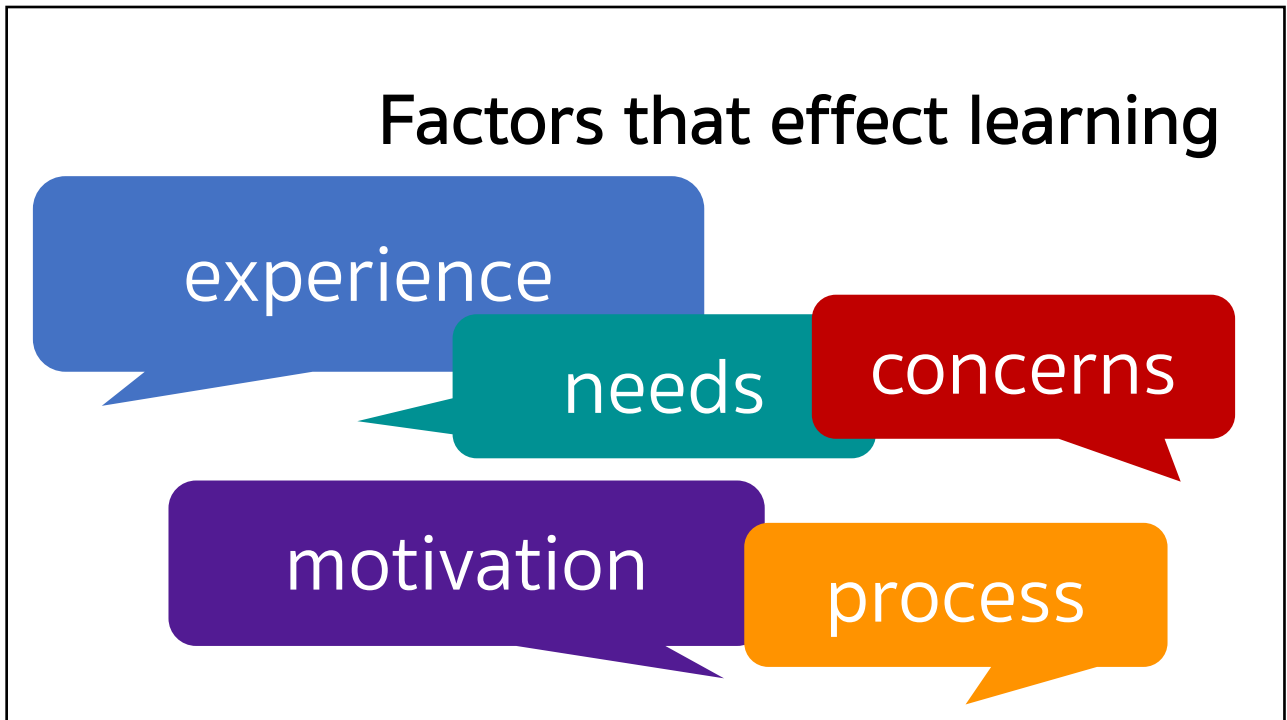 Factors that effect learning
experience
needs
concerns
motivation
process